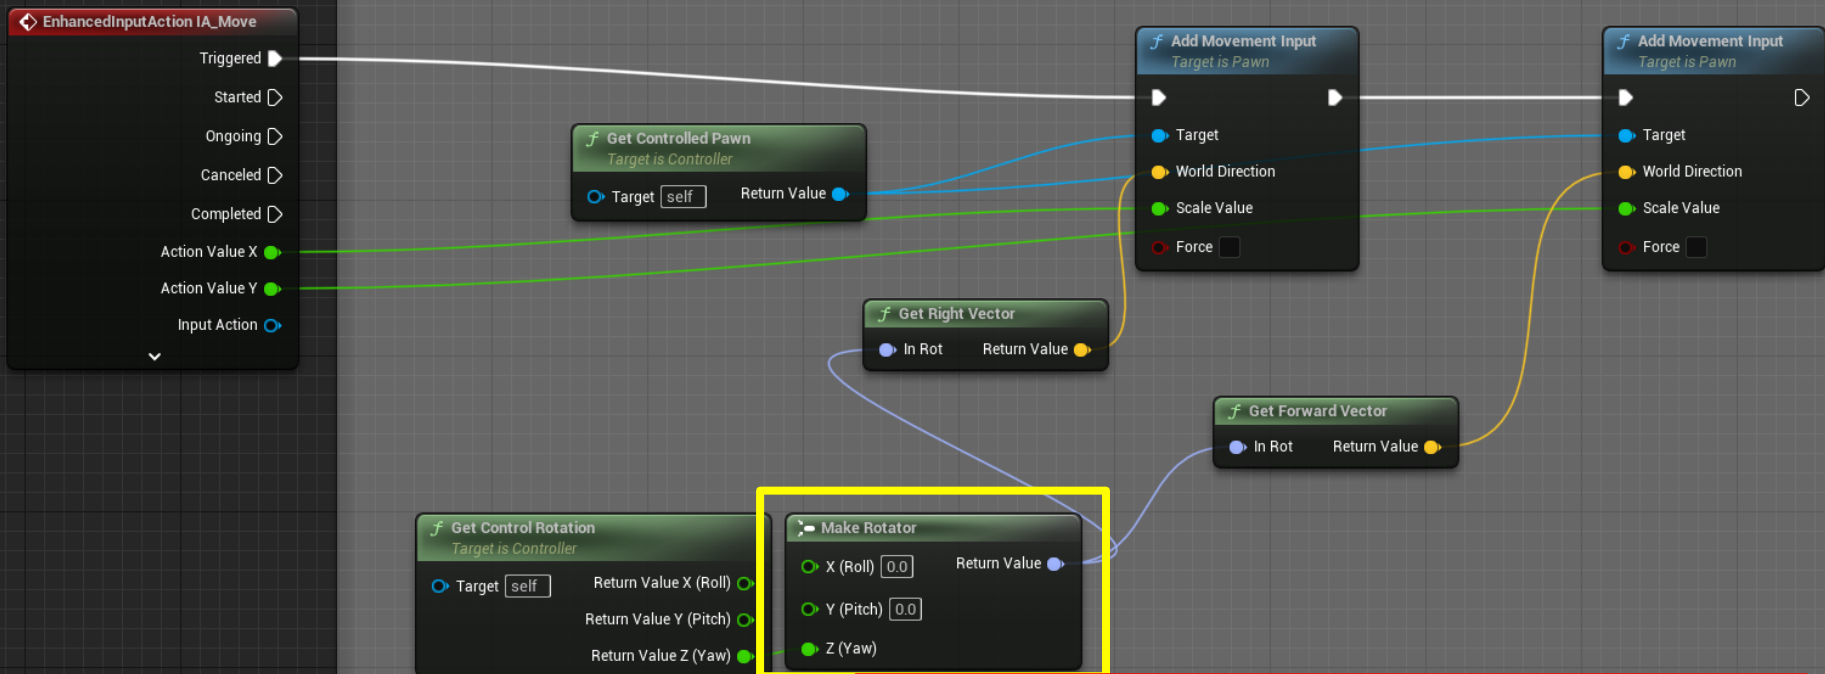 EnhancedInputAction IA_Move
Triggered
Started
Ongoing
Canceled
Completed
Action Value X
Action Value Y
Input Action
Get Controlled Pawn
Target is Controller
Target self Return Value
Add Movement Input
Target is Pawn
Target
World Direction
Scale Value
Force
Add Movement Input
Target is Pawn
Target
World Direction
Scale Value
Force
Get Right Vector
In Rot Return Value
Get Forward Vector
In Rot Return Value
Get Control Rotation
Target is Controller
Target self Return Value X (Roll)
Return Value Y (Pitch)
Return Value Z (Yaw)
Make Rotator
X (Roll) 0.0 Return Value
Y (Pitch) 0.0
Z (Yaw)